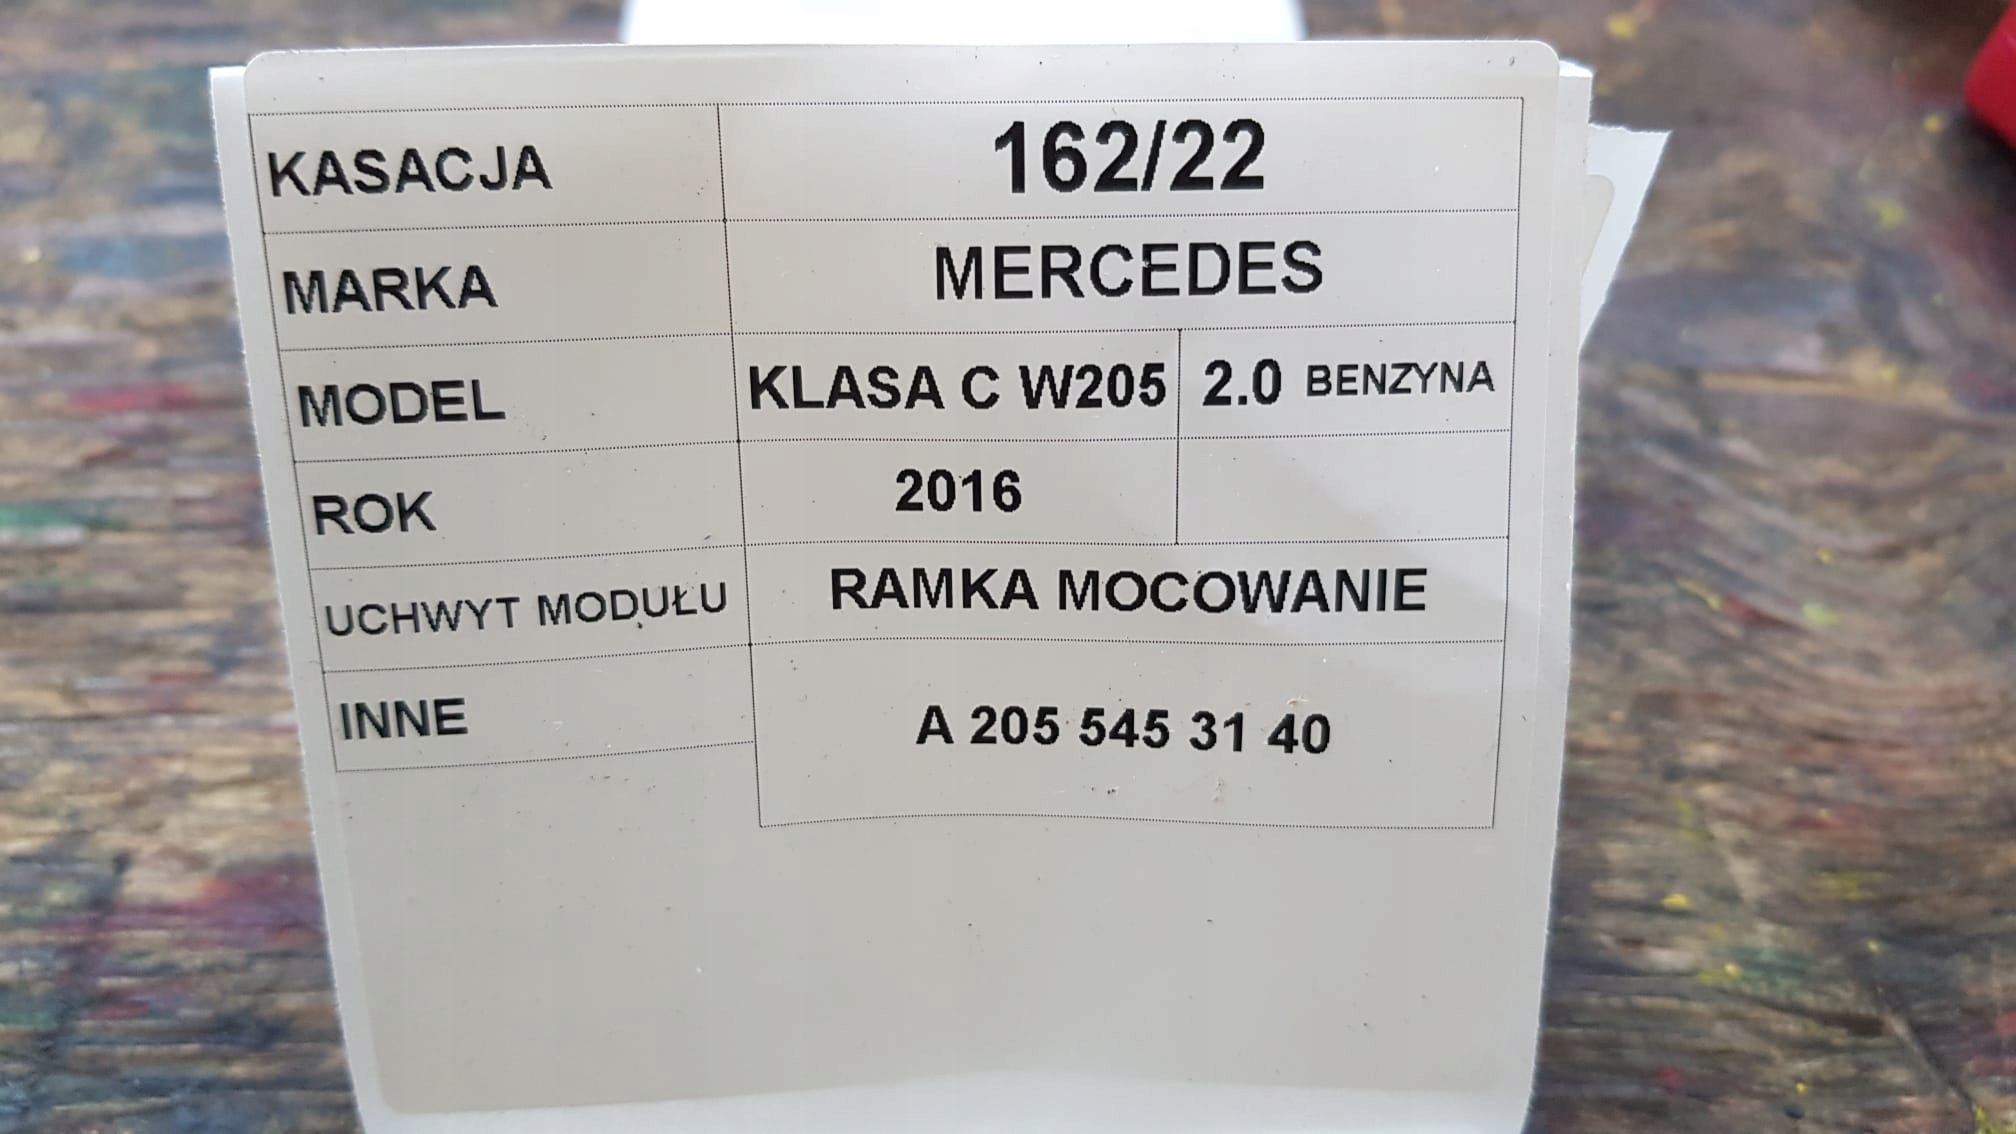 KASACJA 162/22
MARKA MERCEDES
MODEL KLASA C W205 2.0 BENZYNA
ROK 2016
UCHWYT MODUŁU RAMKA MOCOWANIE
INNE A 205 545 31 40